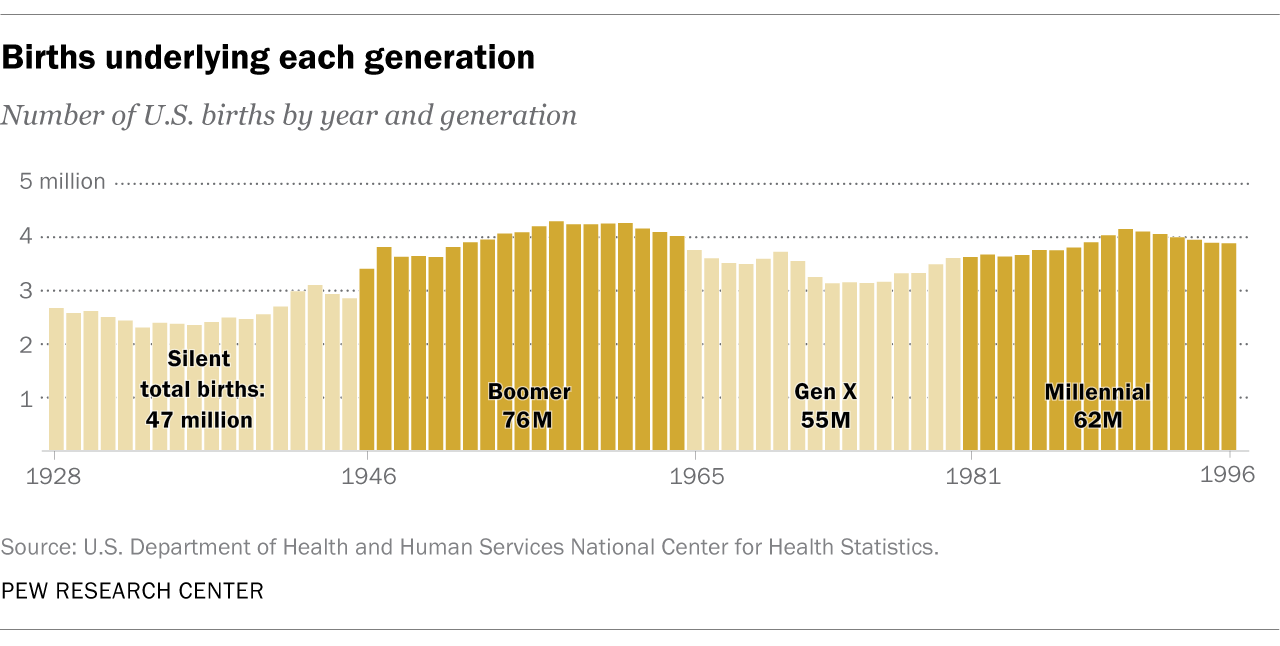 Births underlying each generation
Number of U.S. births by year and generation
5 million
4
3
2
1
Silent
total births:
47 million
Boomer
76M
Gen X
55M
Millennial
62M
1928
1946
1965
1981
1996
Source: U.S. Department of Health and Human Services National Center for Health Statistics.
PEW RESEARCH CENTER